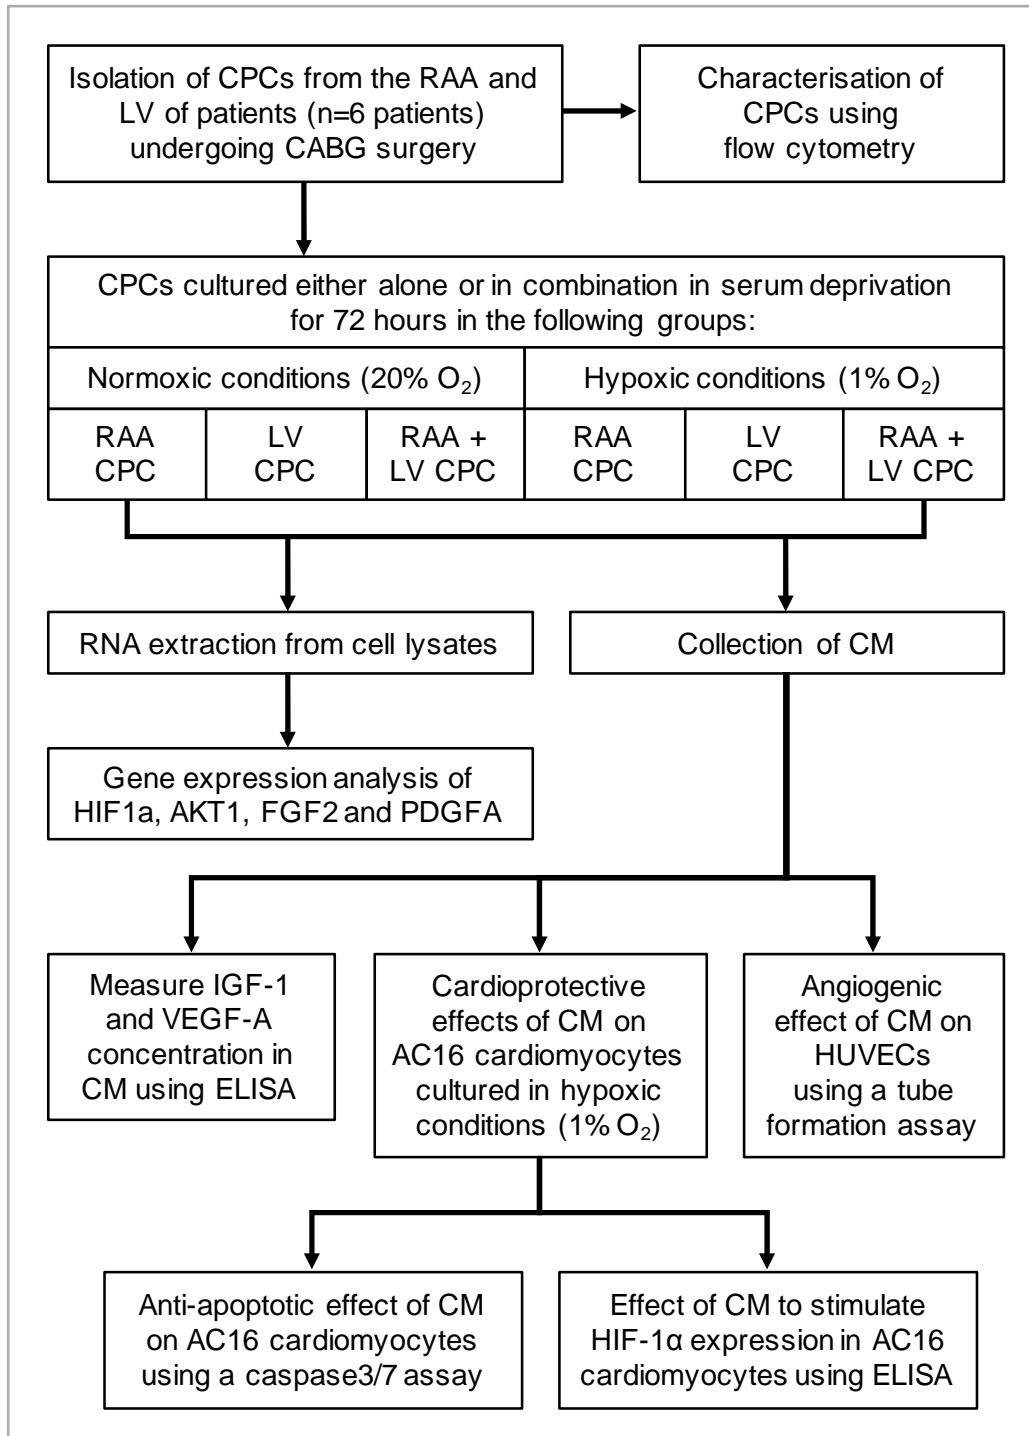 Isolation of CPCs from the RAA and
LV of patients (n=6 patients)
undergoing CABG surgery
Characterisation of
CPCs using
flow cytometry
CPCs cultured either alone or in combination in serum deprivation
for 72 hours in the following groups:
Normoxic conditions (20% O₂)
Hypoxic conditions (1% O₂)
RAA
CPC
LV
CPC
RAA +
LV CPC
RAA
CPC
LV
CPC
RAA +
LV CPC
RNA extraction from cell lysates
Collection of CM
Gene expression analysis of
HIF1a, AKT1, FGF2 and PDGFA
Measure IGF-1
and VEGF-A
concentration in
CM using ELISA
Cardioprotective
effects of CM on
AC16 cardiomyocytes
cultured in hypoxic
conditions (1% O₂)
Angiogenic
effect of CM on
HUVECs
using a tube
formation assay
Anti-apoptotic effect of CM
on AC16 cardiomyocytes
using a caspase3/7 assay
Effect of CM to stimulate
HIF-1α expression in AC16
cardiomyocytes using ELISA